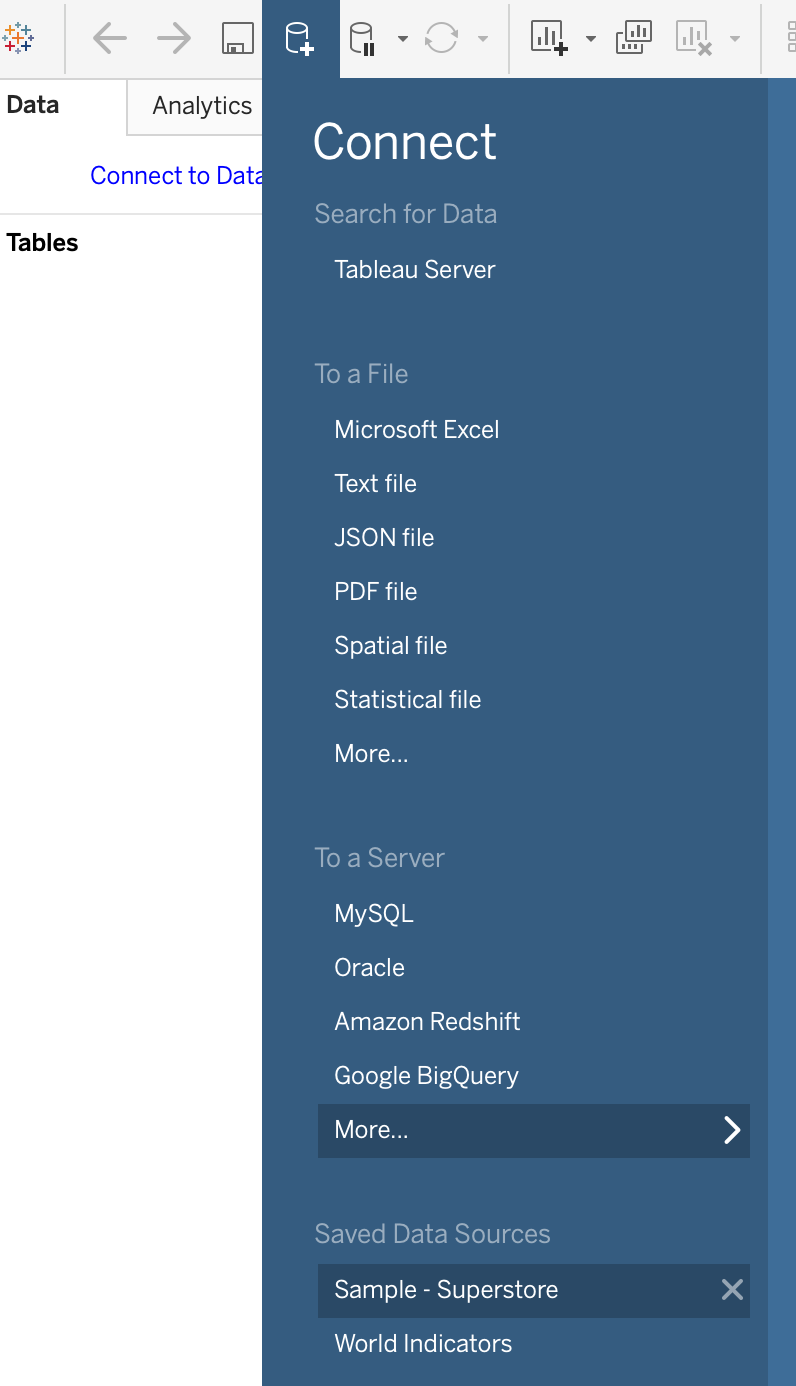 Data
Analytics
Connect to Data
Tables
Connect
Search for Data
Tableau Server
To a File
Microsoft Excel
Text file
JSON file
PDF file
Spatial file
Statistical file
More...
To a Server
MySQL
Oracle
Amazon Redshift
Google BigQuery
More...
Saved Data Sources
Sample - Superstore
World Indicators